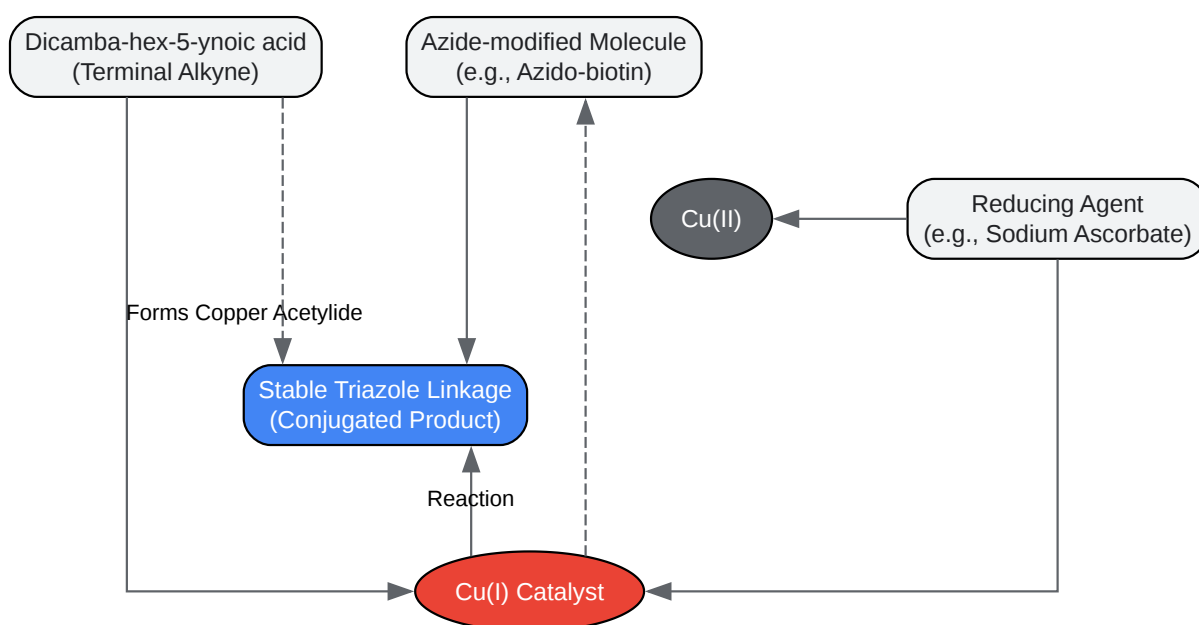 Dicamba-hex-5-ynoic acid
(Terminal Alkyne)
Azide-modified Molecule
(e.g., Azido-biotin)
Cu(II)
Reducing Agent
(e.g., Sodium Ascorbate)
Forms Copper Acetylide
Stable Triazole Linkage
(Conjugated Product)
Reaction
Cu(I) Catalyst